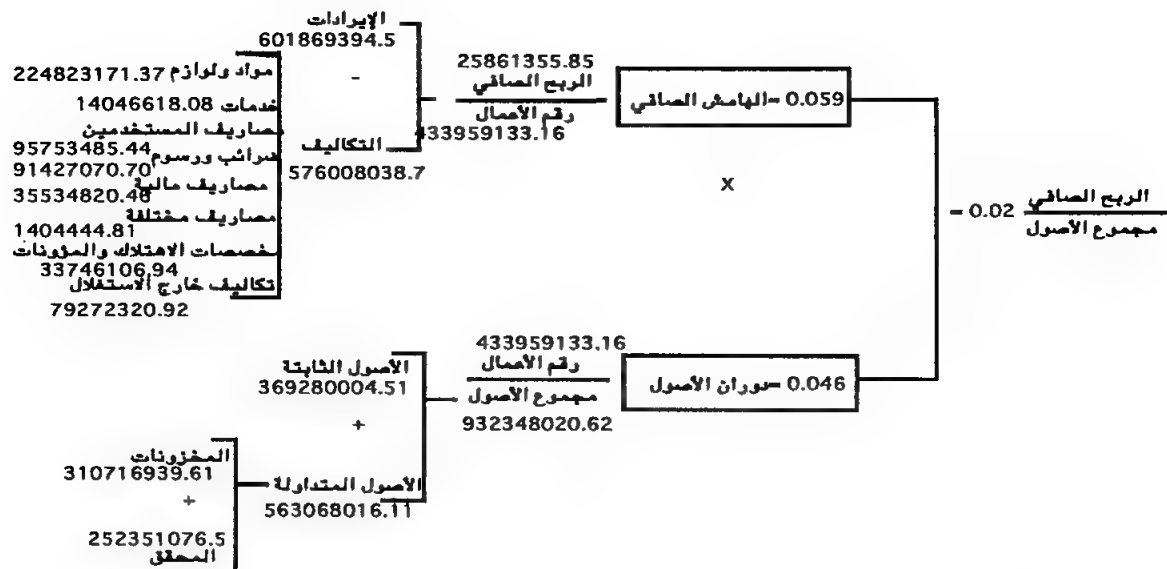 الإيرادات
601869394.5
-
التكاليف
576008038.7
مواد ولوازم 224823171.37
خدمات 14046618.08
مصاريف المستخدمين
95753485.44
ضرائب ورسوم
91427070.70
مصاريف مالية
35534820.46
مصاريف مختلفة
1404444.81
مخصصات الاهتلاك والمؤونات
33746106.94
تكاليف خارج الاستغلال
79272320.92
25861355.85
الربح الصافي
رقم الأعمال
433959133.16
0.059 =الهامش الصافي
x
الربح الصافي
مجموع الأصول
= 0.02
433959133.16
رقم الأعمال
مجموع الأصول
932348020.62
0.046 =دوران الأصول
الأصول الثابتة
369280004.51
+
الأصول المتداولة
563068016.11
المخزونات
310716939.61
+
252351076.5
المحقق